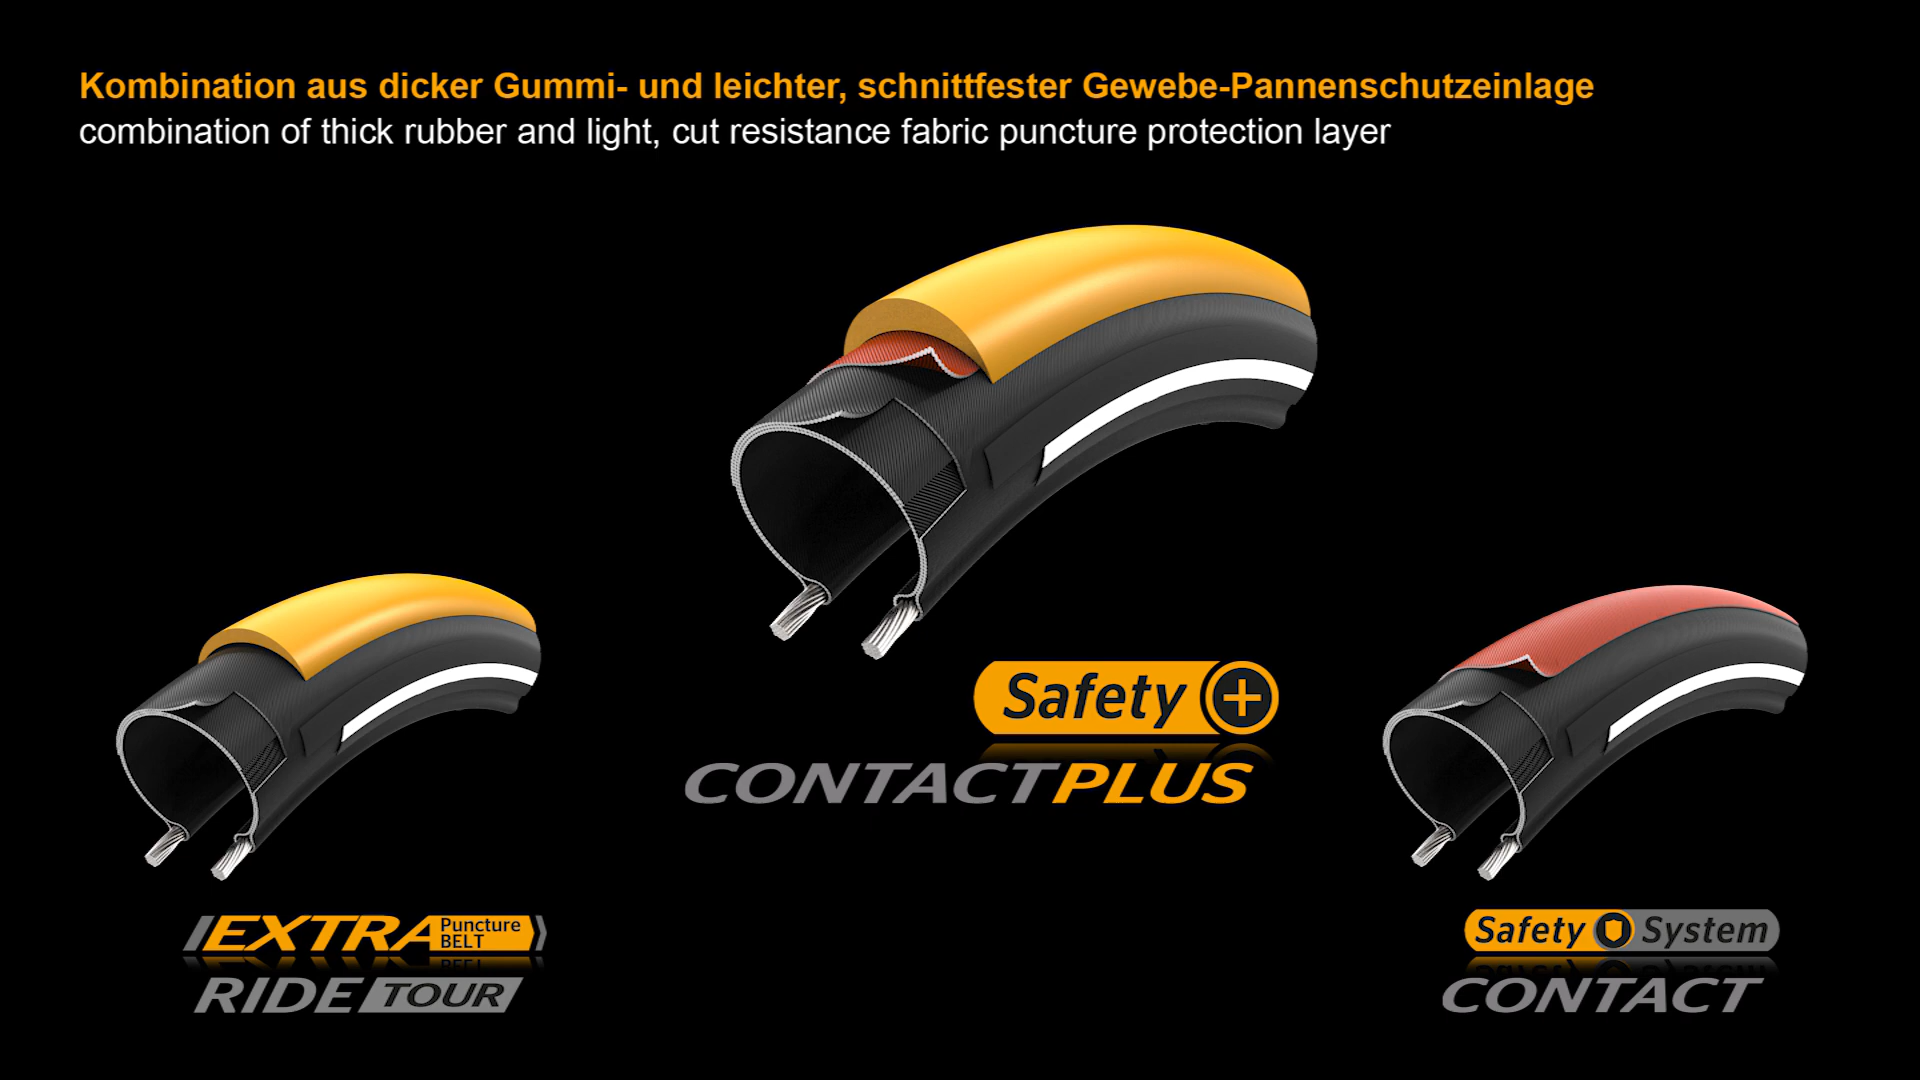 Kombination aus dicker Gummi- und leichter, schnittfester Gewebe-Pannenschutzeinlage
combination of thick rubber and light, cut resistance fabric puncture protection layer
Safety +
CONTACTPLUS
EXTRA Puncture BELT
RIDE TOUR
Safety System
CONTACT